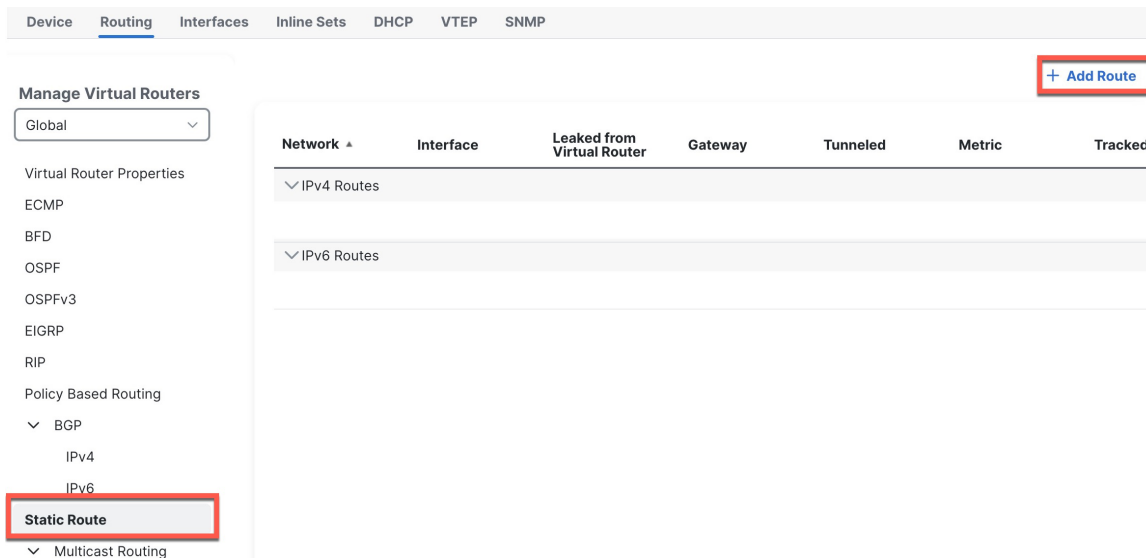 Device Routing Interfaces Inline Sets DHCP VTEP SNMP
+ Add Route
Manage Virtual Routers
Global
Virtual Router Properties
ECMP
BFD
OSPF
OSPFv3
EIGRP
RIP
Policy Based Routing
BGP
IPv4
IPv6
Static Route
Multicast Routing
Network Interface Leaked from Virtual Router Gateway Tunneled Metric Tracked
IPv4 Routes
IPv6 Routes